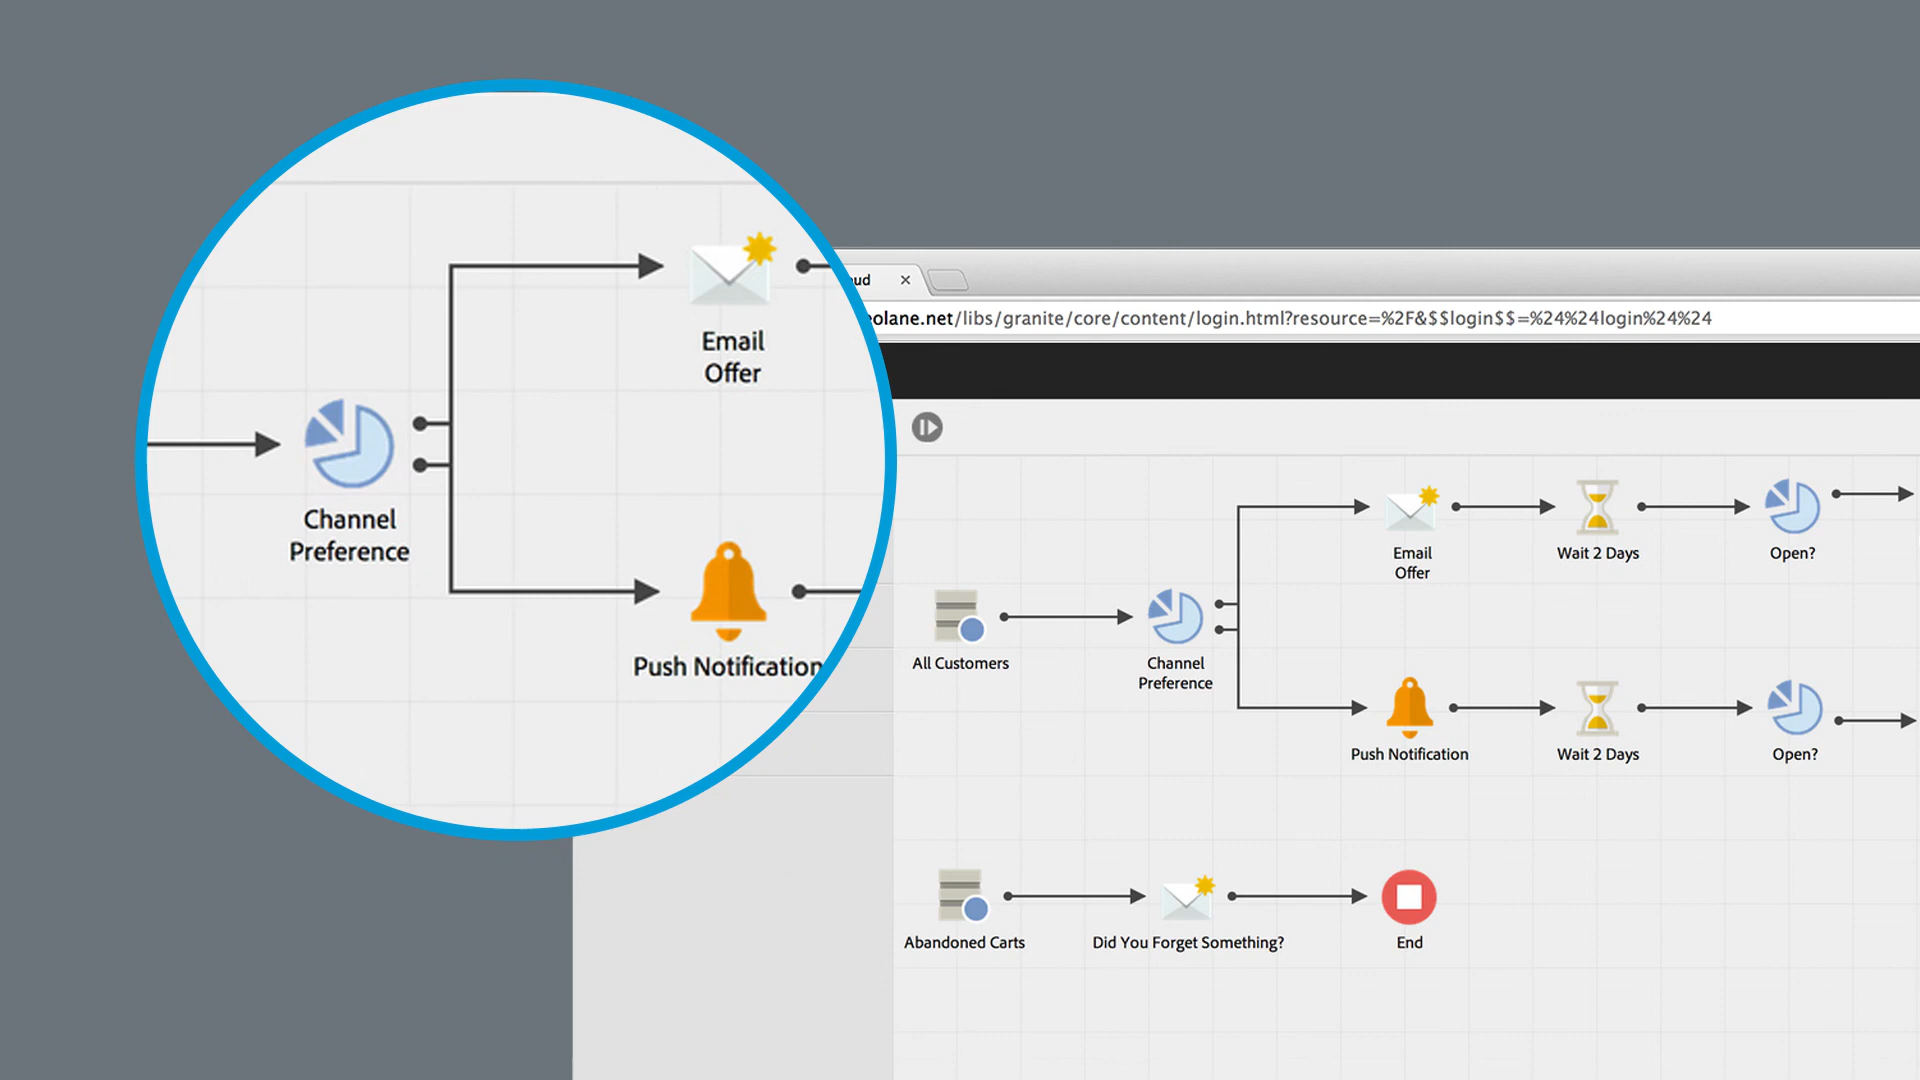 Email
Offer
Channel
Preference
Push Notification
eolane.net/libs/granite/core/content/login.html?resource=%2F&$$login$$=%24%24login%24%24
Email
Offer
Wait 2 Days
Open?
All Customers
Channel
Preference
Push Notification
Wait 2 Days
Open?
Abandoned Carts
Did You Forget Something?
End